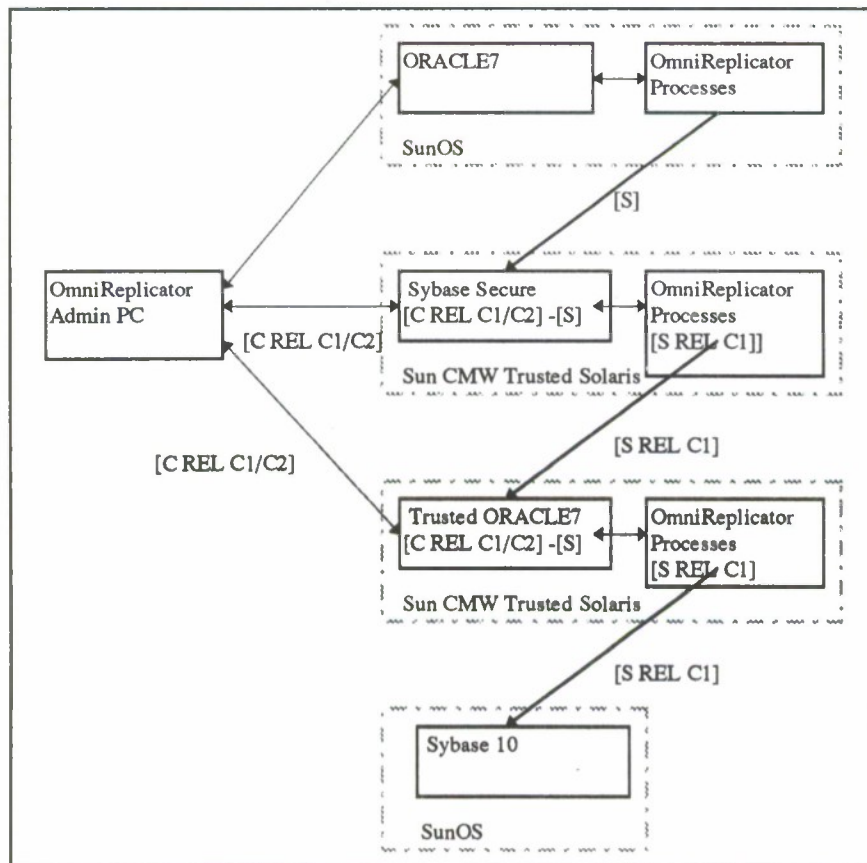 ORACLE7
OmniReplicator
Processes
SunOS
[S]
OmniReplicator
Admin PC
[C REL C1/C2]
Sybase Secure
[C REL C1/C2] -[S]
OmniReplicator
Processes
[S REL C1]]
Sun CMW Trusted Solaris
[C REL C1/C2]
[S REL C1]
Trusted ORACLE7
[C REL C1/C2] -[S]
OmniReplicator
Processes
[S REL C1]
Sun CMW Trusted Solaris
[S REL C1]
Sybase 10
SunOS